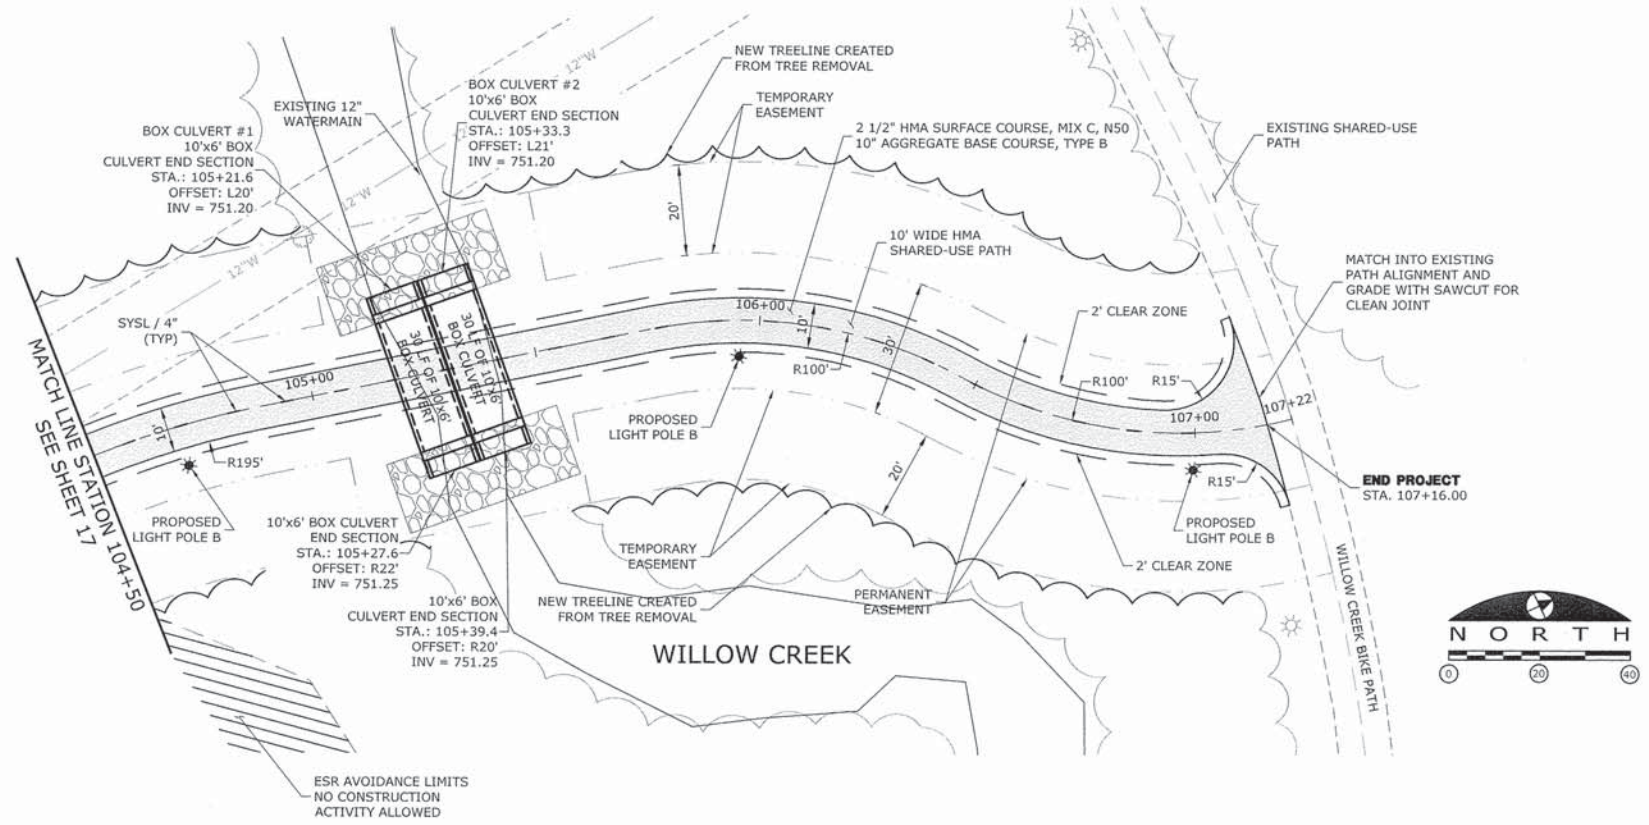 NEW TREELINE CREATED
FROM TREE REMOVAL
12"W
BOX CULVERT #2
10'x6' BOX
CULVERT END SECTION
STA.: 105+33.3
OFFSET: L21'
INV = 751.20
TEMPORARY
EASEMENT
EXISTING 12"
WATERMAIN
BOX CULVERT #1
10'x6' BOX
CULVERT END SECTION
STA.: 105+21.6
OFFSET: L20'
INV = 751.20
2 1/2" HMA SURFACE COURSE, MIX C, N50
10" AGGREGATE BASE COURSE, TYPE B
EXISTING SHARED-USE
PATH
12"W
12"W
20'
10' WIDE HMA
SHARED-USE PATH
MATCH INTO EXISTING
PATH ALIGNMENT AND
GRADE WITH SAWCUT FOR
CLEAN JOINT
SYSL / 4"
(TYP)
106+00
10'
30'
2' CLEAR ZONE
30 LF OF 10'x6'
BOX CULVERT
30 LF OF 10'x6'
BOX CULVERT
105+00
R100'
R100'
R15'
107+00
107+22
MATCH LINE STATION 104+50
SEE SHEET 17
10'
R195'
PROPOSED
LIGHT POLE B
20'
R15'
END PROJECT
STA. 107+16.00
PROPOSED
LIGHT POLE B
10'x6' BOX CULVERT
END SECTION
STA.: 105+27.6
OFFSET: R22'
INV = 751.25
TEMPORARY
EASEMENT
PROPOSED
LIGHT POLE B
2' CLEAR ZONE
10'x6' BOX
CULVERT END SECTION
STA.: 105+39.4
OFFSET: R20'
INV = 751.25
NEW TREELINE CREATED
FROM TREE REMOVAL
PERMANENT
EASEMENT
WILLOW CREEK
WILLOW CREEK BIKE PATH
NORTH
0 20 40
ESR AVOIDANCE LIMITS
NO CONSTRUCTION
ACTIVITY ALLOWED